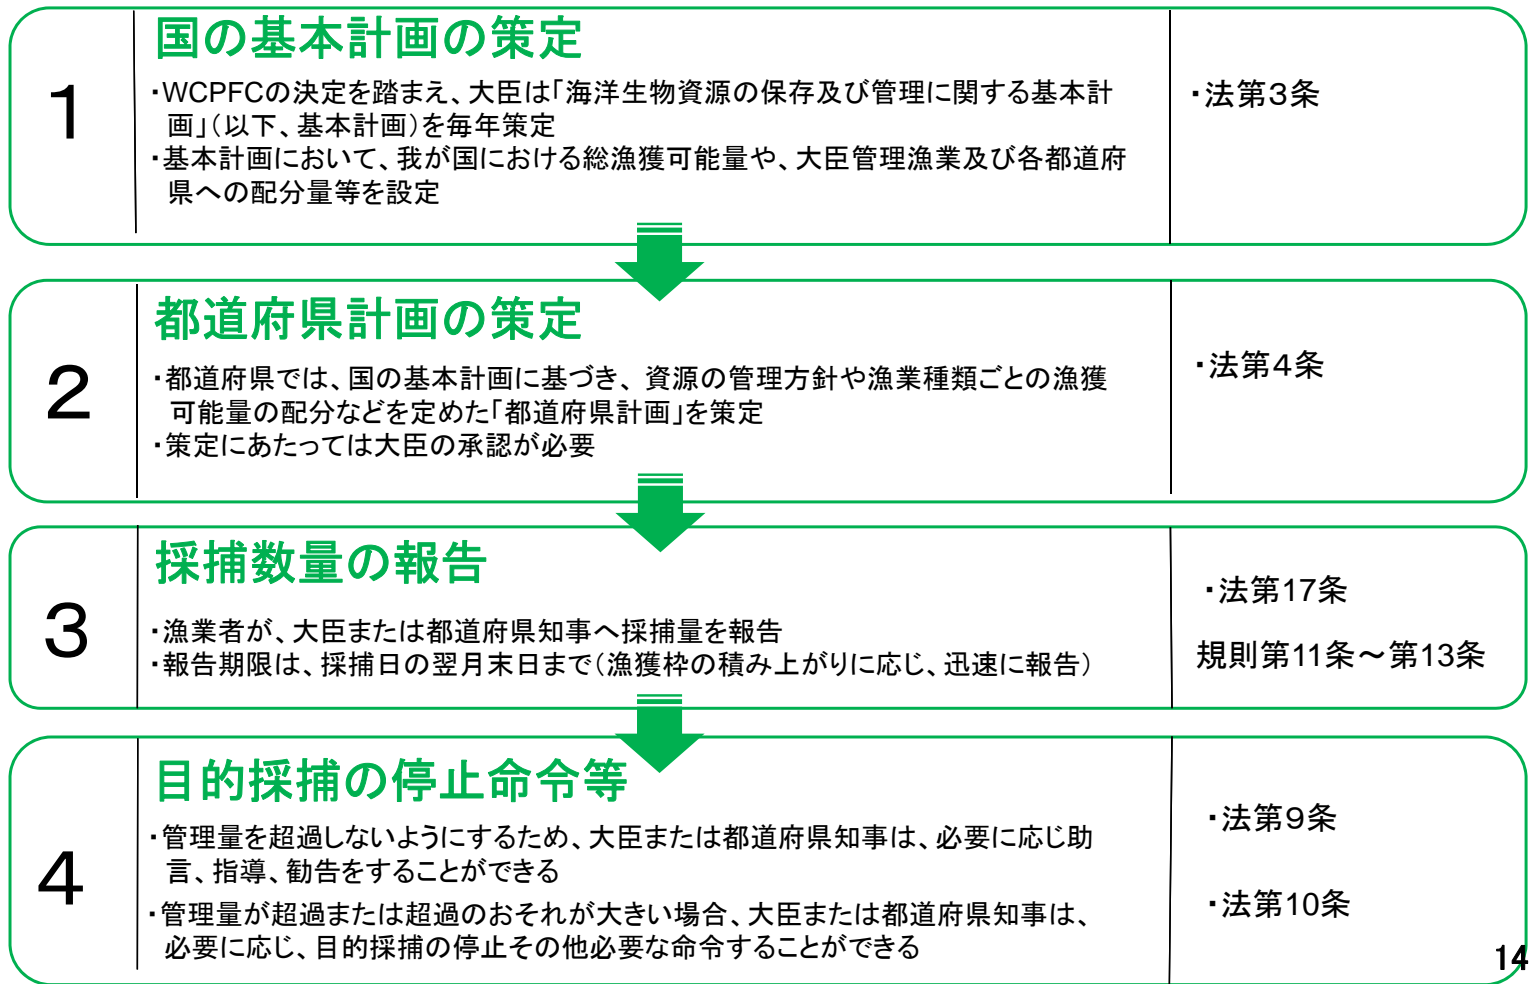 1
国の基本計画の策定
・WCPFCの決定を踏まえ、大臣は「海洋生物資源の保存及び管理に関する基本計
画」（以下、基本計画）を毎年策定
・基本計画において、我が国における総漁獲可能量や、大臣管理漁業及び各都道府
県への配分量等を設定
・法第３条
2
都道府県計画の策定
・都道府県では、国の基本計画に基づき、資源の管理方針や漁業種類ごとの漁獲
可能量の配分などを定めた「都道府県計画」を策定
・策定にあたっては大臣の承認が必要
・法第４条
3
採捕数量の報告
・漁業者が、大臣または都道府県知事へ採捕量を報告
・報告期限は、採捕日の翌月末日まで（漁獲枠の積み上がりに応じ、迅速に報告）
・法第17条
規則第11条～第13条
4
目的採捕の停止命令等
・管理量を超過しないようにするため、大臣または都道府県知事は、必要に応じ助
言、指導、勧告をすることができる
・管理量が超過または超過のおそれが大きい場合、大臣または都道府県知事は、
必要に応じ、目的採捕の停止その他必要な命令することができる
・法第９条
・法第10条
14